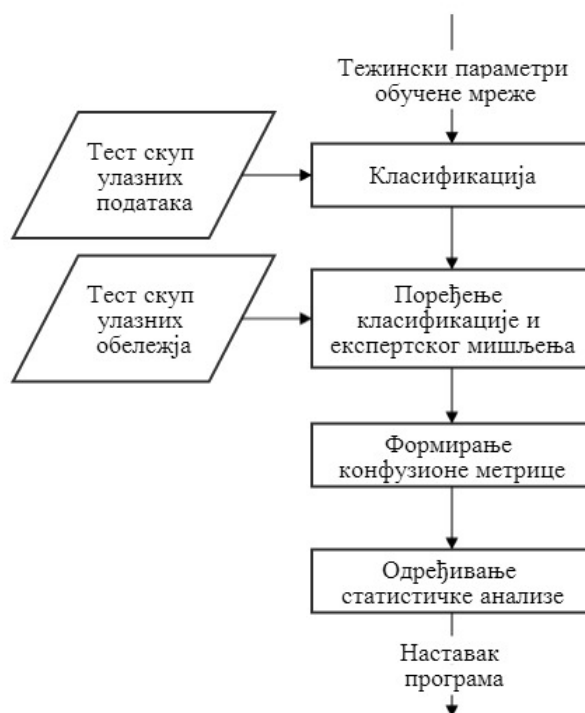 Тежински параметри
обучене мреже
Тест скуп
улазних
података
Класификација
Тест скуп
улазних
обележја
Поређење
класификације и
експертског мишљења
Формирање
конфузионе метрице
Одређивање
статистичке анализе
Наставак
програма